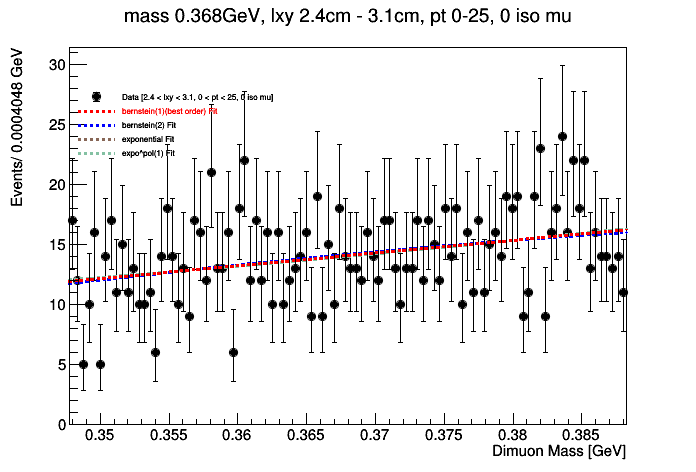 mass 0.368GeV, lxy 2.4cm - 3.1cm, pt 0-25, 0 iso mu
Events/ 0.0004048 GeV
30
25
20
15
10
5
0
Data [2.4 < lxy < 3.1, 0 < pt < 25, 0 iso mu]
bernstein(1)(best order) Fit
bernstein(2) Fit
exponential Fit
expo*pol(1) Fit
0.35 0.355 0.36 0.365 0.37 0.375 0.38 0.385
Dimuon Mass [GeV]